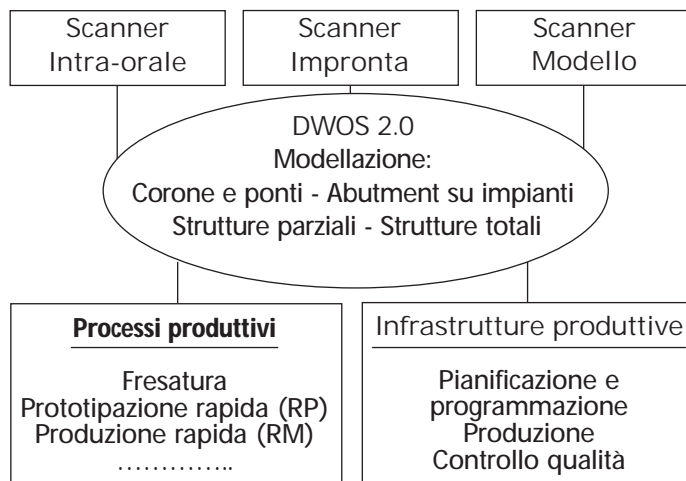 Scanner
Intra-orale
Scanner
Impronta
Scanner
Modello
DWOS 2.0
Modellazione:
Corone e ponti - Abutment su impianti
Strutture parziali - Strutture totali
Processi produttivi
Fresatura
Prototipazione rapida (RP)
Produzione rapida (RM)
…………..
Infrastrutture produttive
Pianificazione e
programmazione
Produzione
Controllo qualità